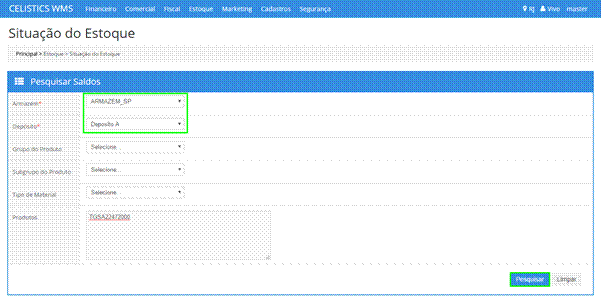 CELISTICS WMS Financeiro Comercial Fiscal Estoque Marketing Cadastros Segurança RJ Vivo master
Situação do Estoque
Principal > Estoque > Situação do Estoque
Pesquisar Saldos
Armazem* ARMAZEM_SP
Deposito* Deposito A
Grupo do Produto Selecione...
Subgrupo do Produto Selecione...
Tipo de Material Selecione...
Produtos TGSA22472000
Pesquisar Limpar